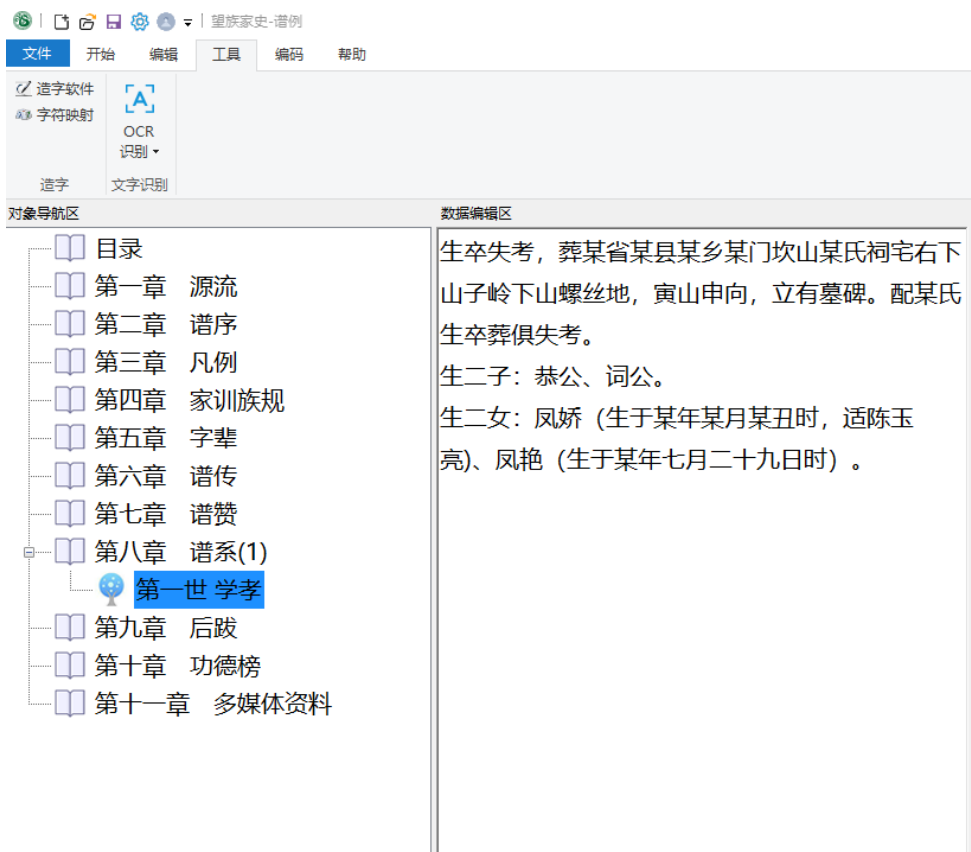 望族家史-谱例
文件 开始 编辑 工具 编码 帮助
造字软件
字符映射
OCR
识别
造字 文字识别
对象导航区
目录
第一章 源流
第二章 谱序
第三章 凡例
第四章 家训族规
第五章 字辈
第六章 谱传
第七章 谱赞
第八章 谱系(1)
第一世 学孝
第九章 后跋
第十章 功德榜
第十一章 多媒体资料
数据编辑区
生卒失考，葬某省某县某乡某门坎山某氏祠宅右下
山子岭下山螺丝地，寅山申向，立有墓碑。配某氏
生卒葬俱失考。
生二子：恭公、词公。
生二女：凤娇（生于某年某月某丑时，适陈玉
亮)、凤艳（生于某年七月二十九日时）。